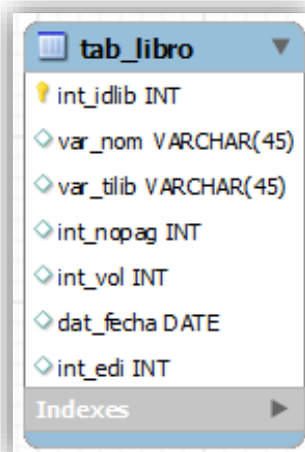 tab_libro
int_idlib INT
var_nom VARCHAR(45)
var_tilib VARCHAR(45)
int_nopag INT
int_vol INT
dat_fecha DATE
int_edi INT
Indexes